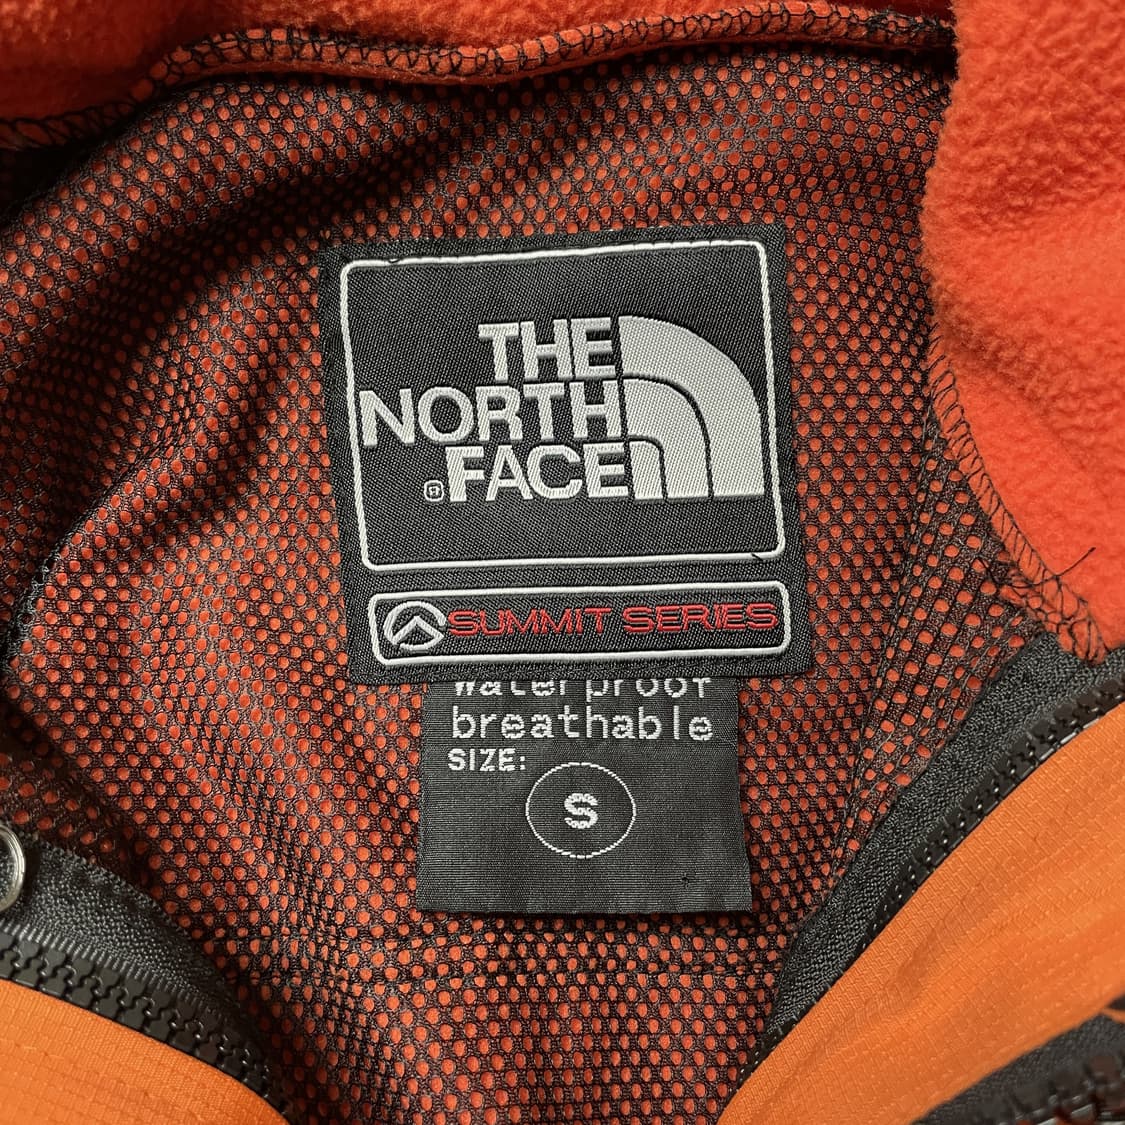 THE
NORTH
FACE
®
SUMMIT SERIES
waterproof
breathable
SIZE:
S